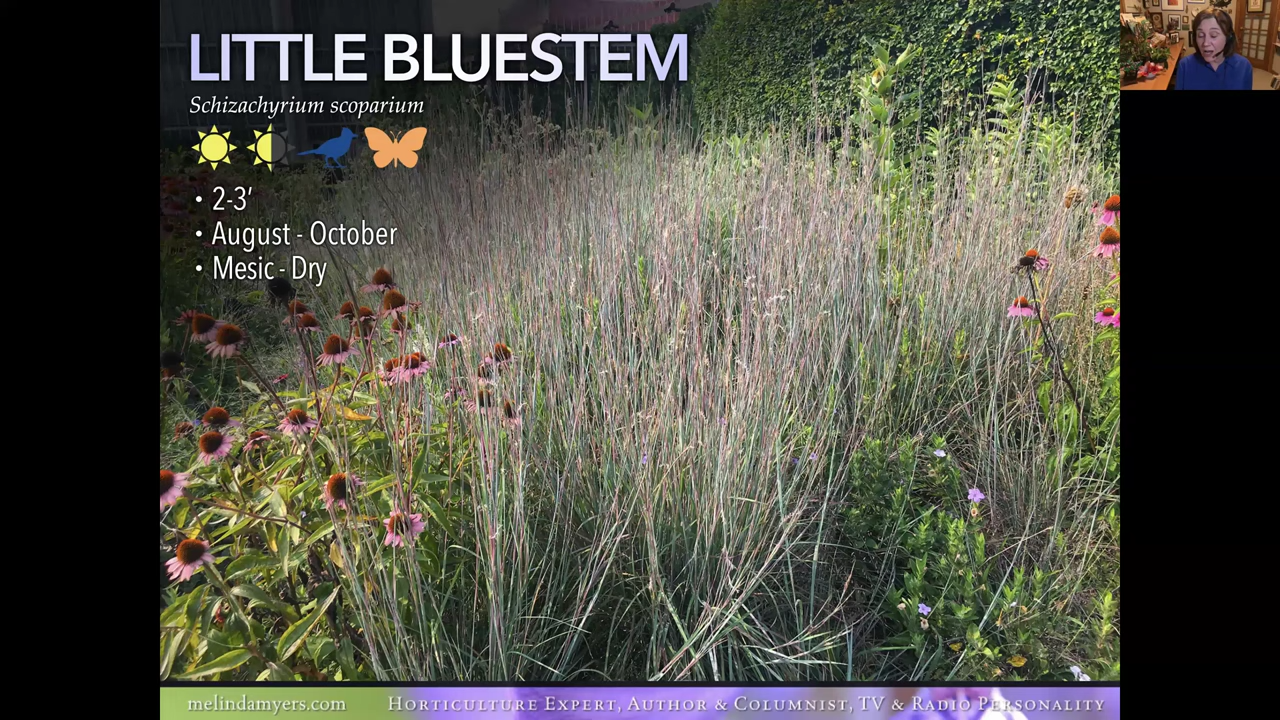 LITTLE BLUESTEM
Schizachyrium scoparium
• 2-3'
• August - October
• Mesic - Dry
melindamyers.com HORTICULTURE EXPERT, AUTHOR & COLUMNIST, TV & RADIO PERSONALITY